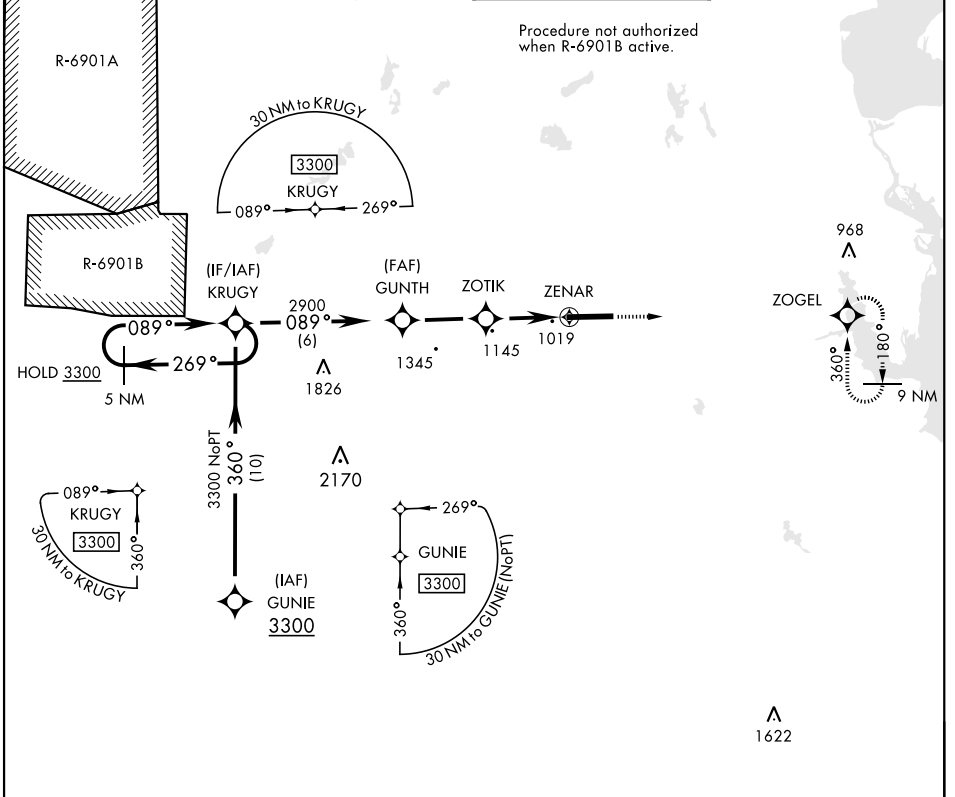 Procedure not authorized
when R-6901B active.
R-6901A
30 NM to KRUGY
3300
KRUGY
089°
269°
R-6901B
(IF/IAF)
KRUGY
2900
089°
(6)
(FAF)
GUNTH
ZOTIK
ZENAR
968
ZOGEL
089°
269°
HOLD 3300
5 NM
1826
1345
1145
1019
360°
180°
9 NM
3300 NoPT
360°
(10)
2170
089°
KRUGY
3300
360°
30 NM to KRUGY
269°
GUNIE
3300
360°
30 NM to GUNIE (NoPT)
(IAF)
GUNIE
3300
1622